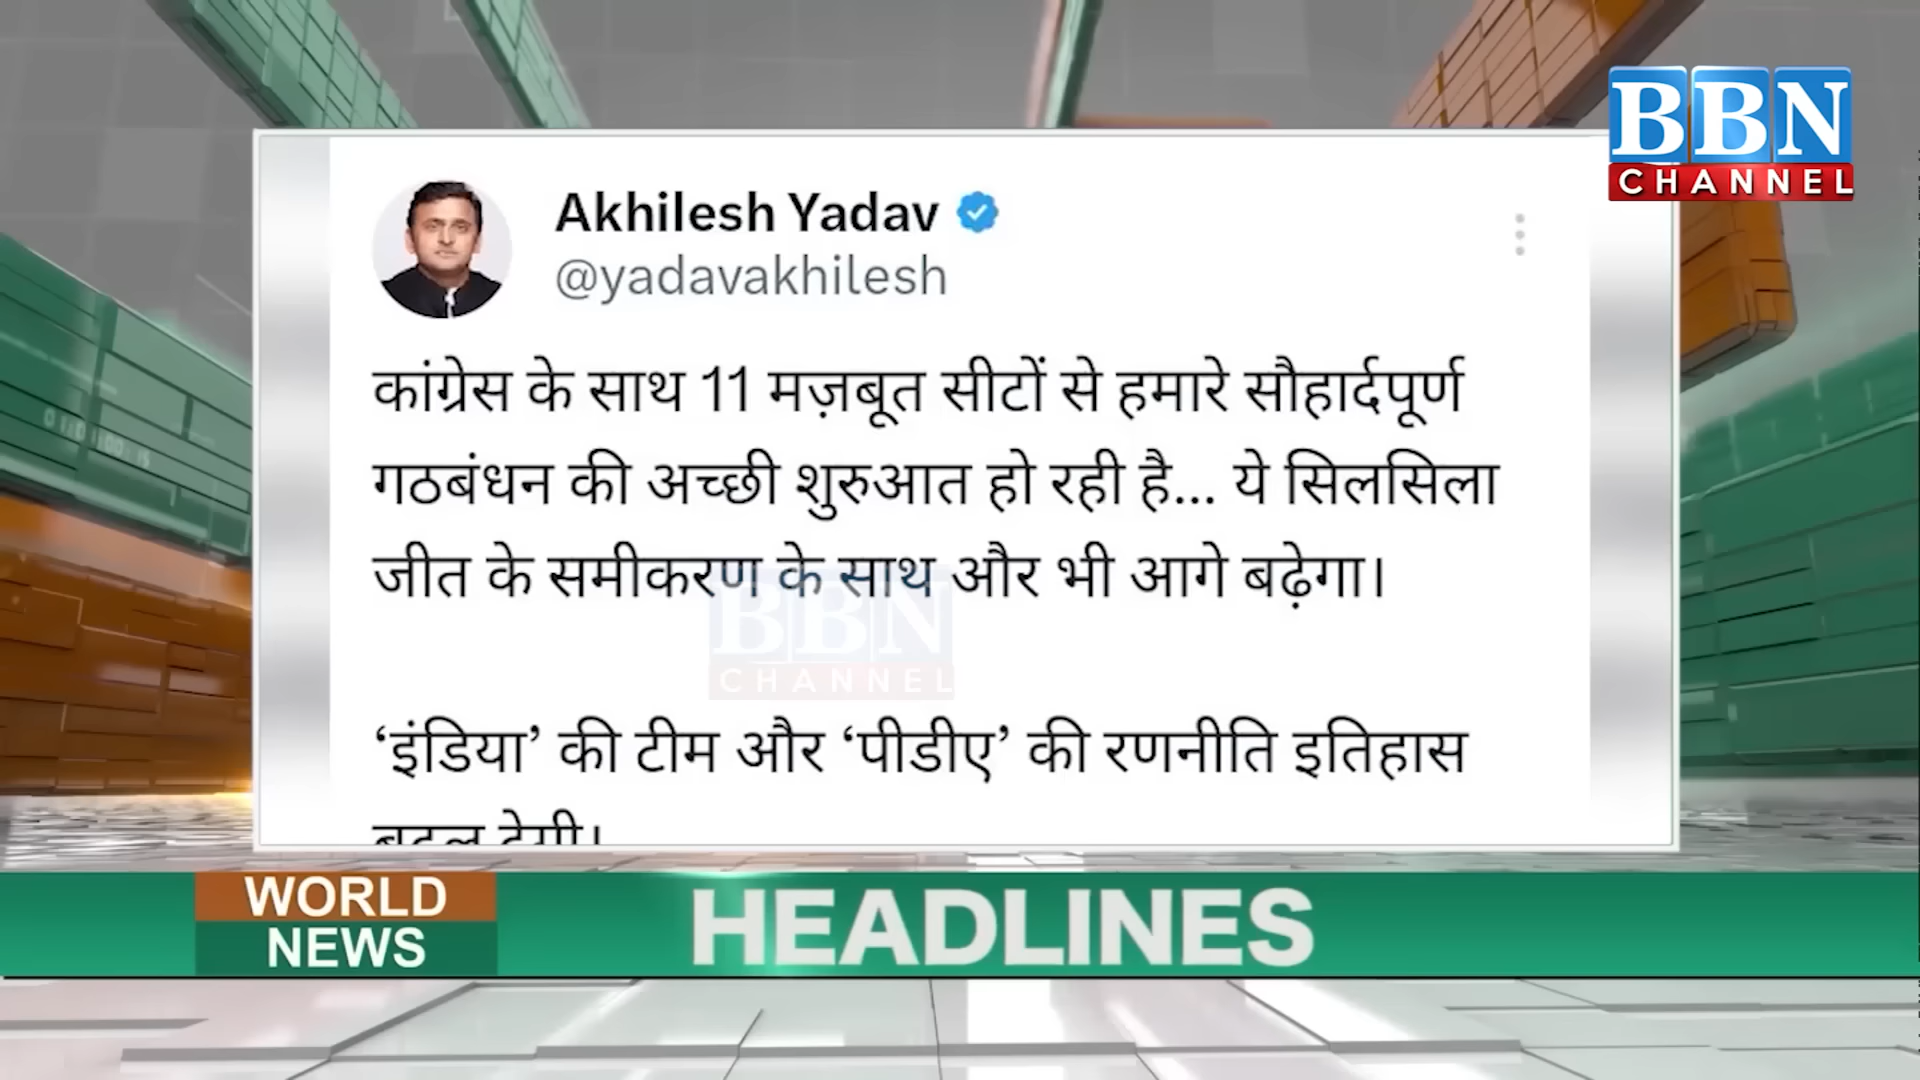 BBN
CHANNEL
Akhilesh Yadav
@yadavakhilesh
कांग्रेस के साथ 11 मज़बूत सीटों से हमारे सौहार्दपूर्ण
गठबंधन की अच्छी शुरुआत हो रही है... ये सिलसिला
जीत के समीकरण के साथ और भी आगे बढ़ेगा।
BBN
CHANNEL
‘इंडिया’ की टीम और ‘पीडीए’ की रणनीति इतिहास
बदल देगी।
WORLD
NEWS
HEADLINES